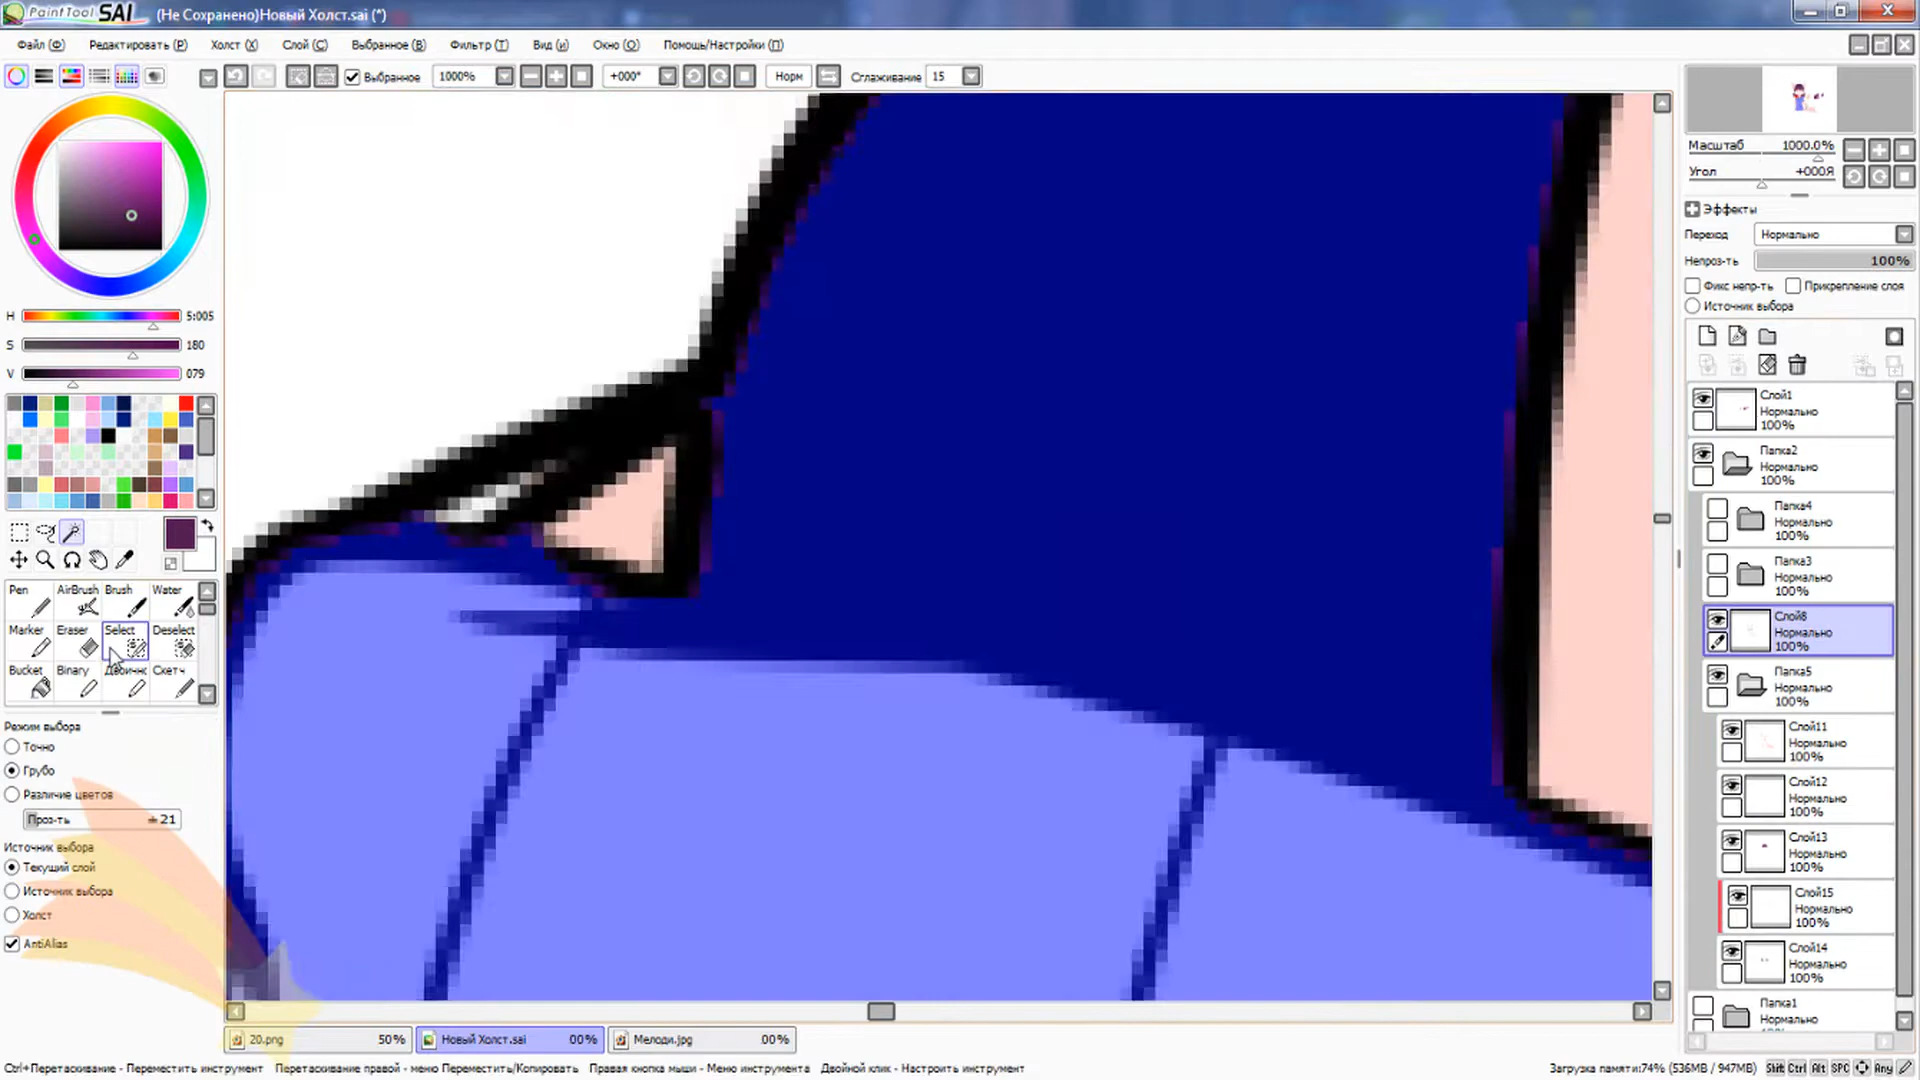 PaintTool SAI (Не Сохранено)Новый Холст.sai (*)
Файл (Ф) Редактировать (P) Холст (X) Слой (C) Выбранное (B) Фильтр (T) Вид (и) Окно (O) Помощь/Настройки (П)
Выбранное 1000% +000° Норм Сглаживание 15
Масштаб 1000.0%
Угол +000Я
Эффекты
Переход Нормально
Непроз-ть 100%
Фикс непр-ть Прикрепление слоя
Источник выбора
H S:005
S 180
V 079
Pen AirBrush Brush Water
Marker Eraser Select Deselect
Bucket Binary Двоичнс Скетч
Режим выбора
Точно
Грубо
Различие цветов
Проз-ть ±21
Источник выбора
Текущий слой
Источник выбора
Холст
AntiAlias
Слой1
Нормально
100%
Папка2
Нормально
100%
Папка4
Нормально
100%
Папка3
Нормально
100%
Слой6
Нормально
100%
Папка5
Нормально
100%
Слой11
Нормально
100%
Слой12
Нормально
100%
Слой13
Нормально
100%
Слой15
Нормально
100%
Слой14
Нормально
100%
Папка1
Нормально
20.png 50% Новый Холст.sai 00% Мелоди.jpg 00%
Ctrl+Перетаскивание - Переместить инструмент Перетаскивание правой - меню Переместить/Копировать Правая кнопка мыши - Меню инструмента Двойной клик - Настроить инструмент Загрузка памяти:74% (536MB / 947MB) Shift Ctrl Alt SPC Any